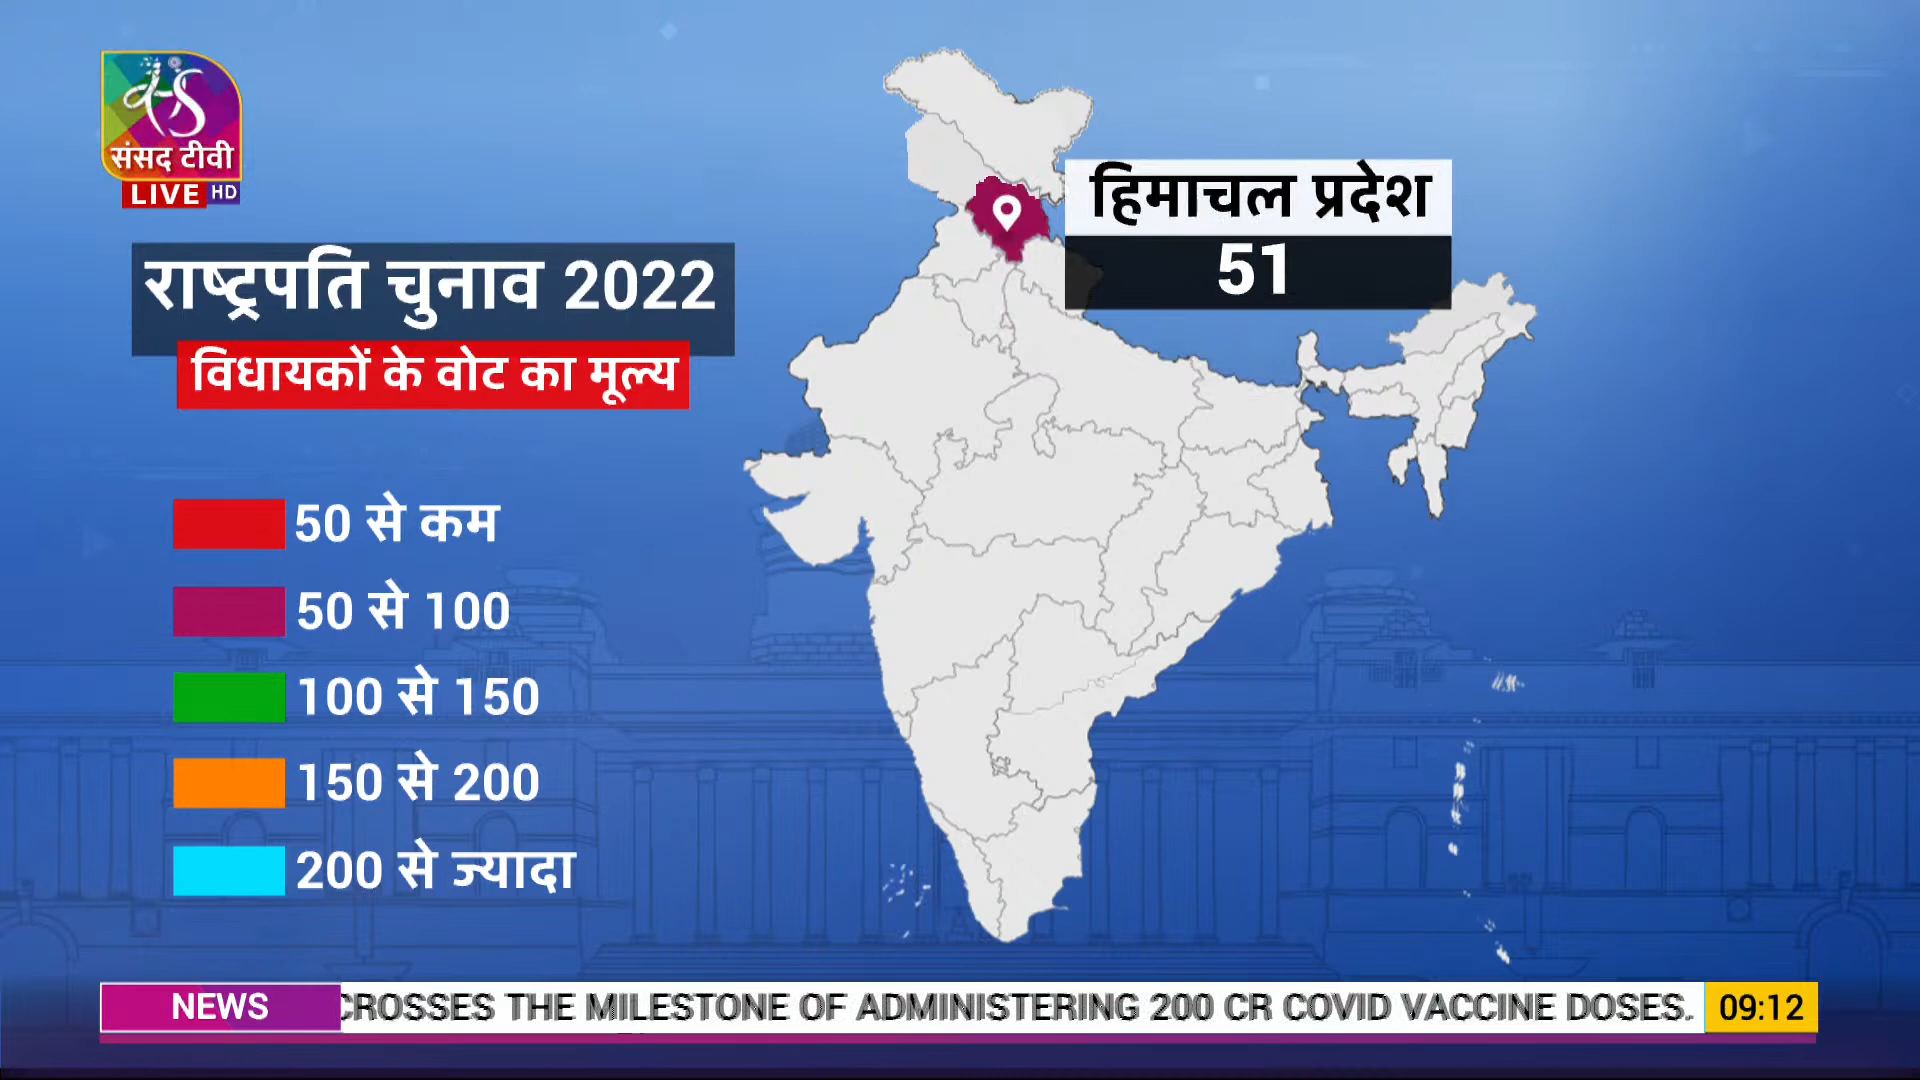 संसद टीवी
LIVE HD
राष्ट्रपति चुनाव 2022
विधायकों के वोट का मूल्य
हिमाचल प्रदेश
51
50 से कम
50 से 100
100 से 150
150 से 200
200 से ज्यादा
NEWS CROSSES THE MILESTONE OF ADMINISTERING 200 CR COVID VACCINE DOSES. 09:12